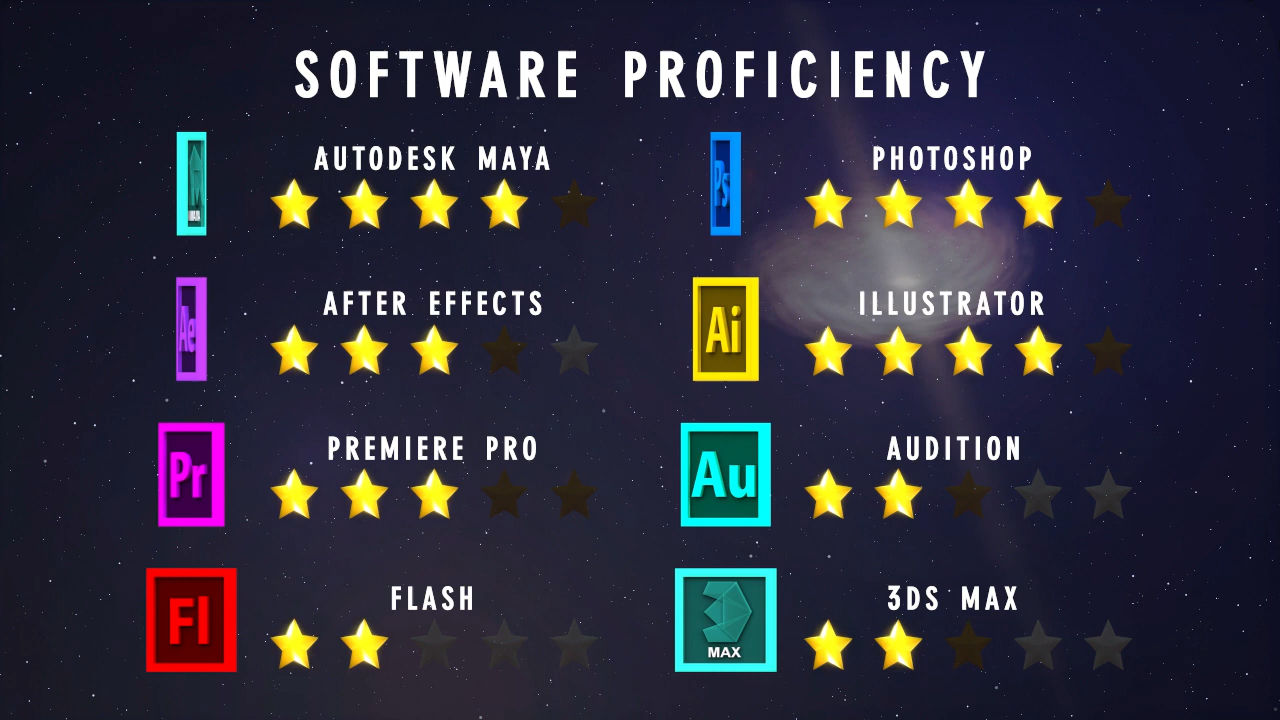 SOFTWARE PROFICIENCY
AUTODESK MAYA
PHOTOSHOP
Ps
AFTER EFFECTS
Ae
ILLUSTRATOR
Ai
PREMIERE PRO
Pr
AUDITION
Au
FLASH
Fl
3DS MAX
MAX